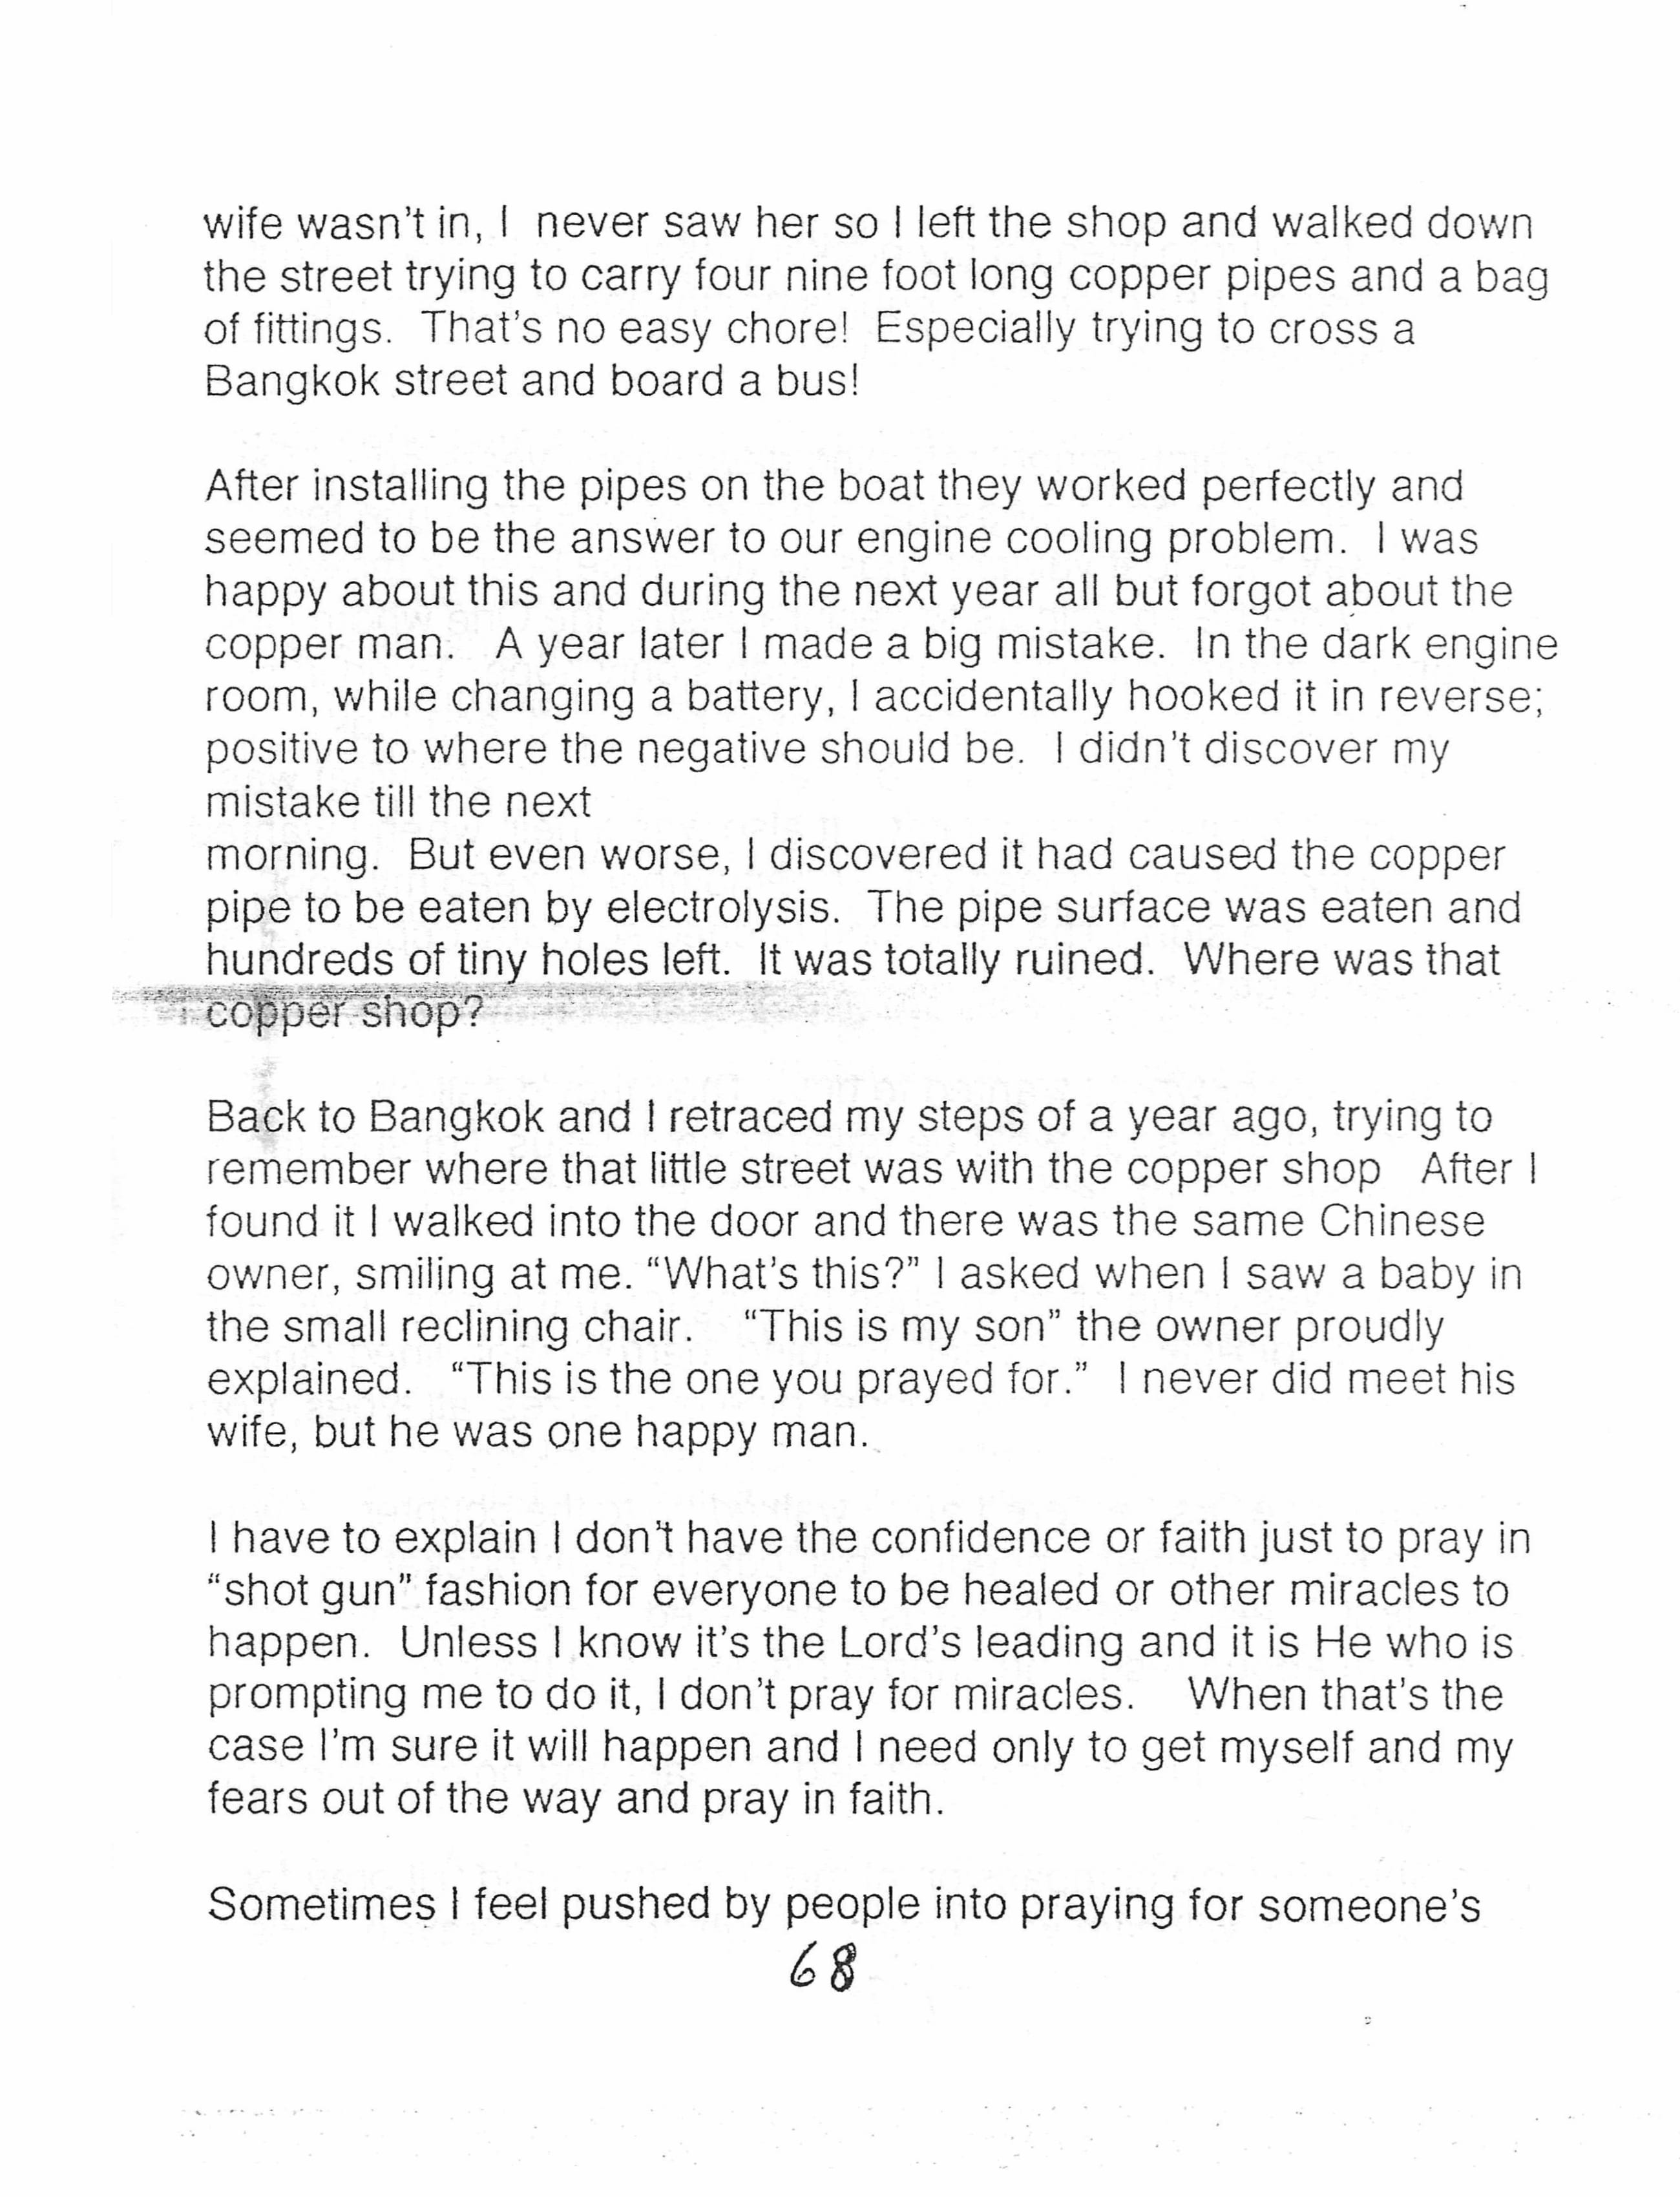 wife wasn't in, I  never saw her so I left the shop and walked down
the street trying to carry four nine foot long copper pipes and a bag
of fittings.  That's no easy chore!  Especially trying to cross a
Bangkok street and board a bus!

After installing the pipes on the boat they worked perfectly and
seemed to be the answer to our engine cooling problem.  I was
happy about this and during the next year all but forgot about the
copper man.   A year later I made a big mistake.  In the dark engine
room, while changing a battery, I accidentally hooked it in reverse;
positive to where the negative should be.  I didn't discover my
mistake till the next
morning.  But even worse, I discovered it had caused the copper
pipe to be eaten by electrolysis.  The pipe surface was eaten and
hundreds of tiny holes left.  It was totally ruined.  Where was that
copper shop?

Back to Bangkok and I retraced my steps of a year ago, trying to
remember where that little street was with the copper shop   After I
found it I walked into the door and there was the same Chinese
owner, smiling at me. “What's this?” I asked when I saw a baby in
the small reclining chair.    “This is my son” the owner proudly
explained.   “This is the one you prayed for.”  I never did meet his
wife, but he was one happy man.

I have to explain I don't have the confidence or faith just to pray in
“shot gun” fashion for everyone to be healed or other miracles to
happen.  Unless I know it's the Lord's leading and it is He who is
prompting me to do it, I don't pray for miracles.    When that's the
case I'm sure it will happen and I need only to get myself and my
fears out of the way and pray in faith.

Sometimes I feel pushed by people into praying for someone's
68